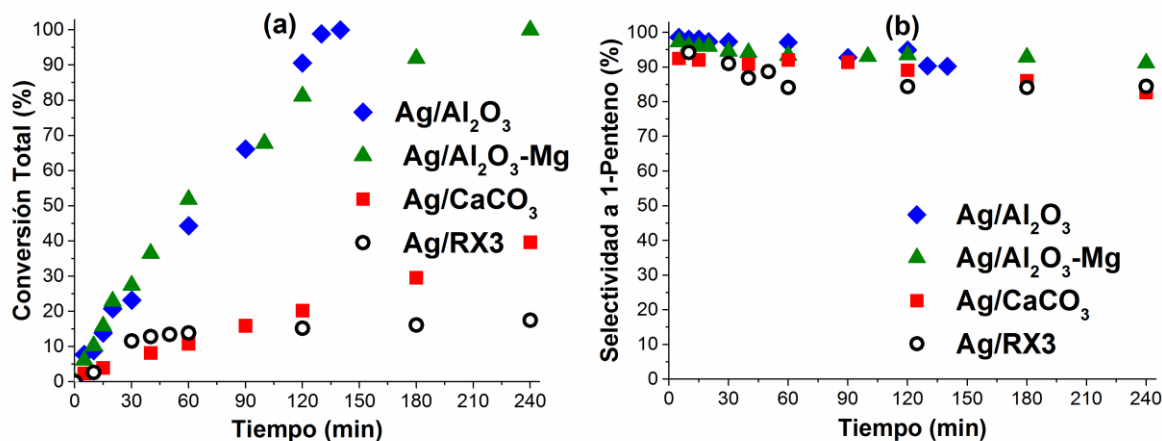 (a)
Conversión Total (%)
100
90
80
70
60
50
40
30
20
10
0
Ag/Al₂O₃
Ag/Al₂O₃-Mg
Ag/CaCO₃
Ag/RX3
0 30 60 90 120 150 180 210 240
Tiempo (min)
(b)
Selectividad a 1-Penteno (%)
100
90
80
70
60
50
40
30
20
10
0
Ag/Al₂O₃
Ag/Al₂O₃-Mg
Ag/CaCO₃
Ag/RX3
0 30 60 90 120 150 180 210 240
Tiempo (min)